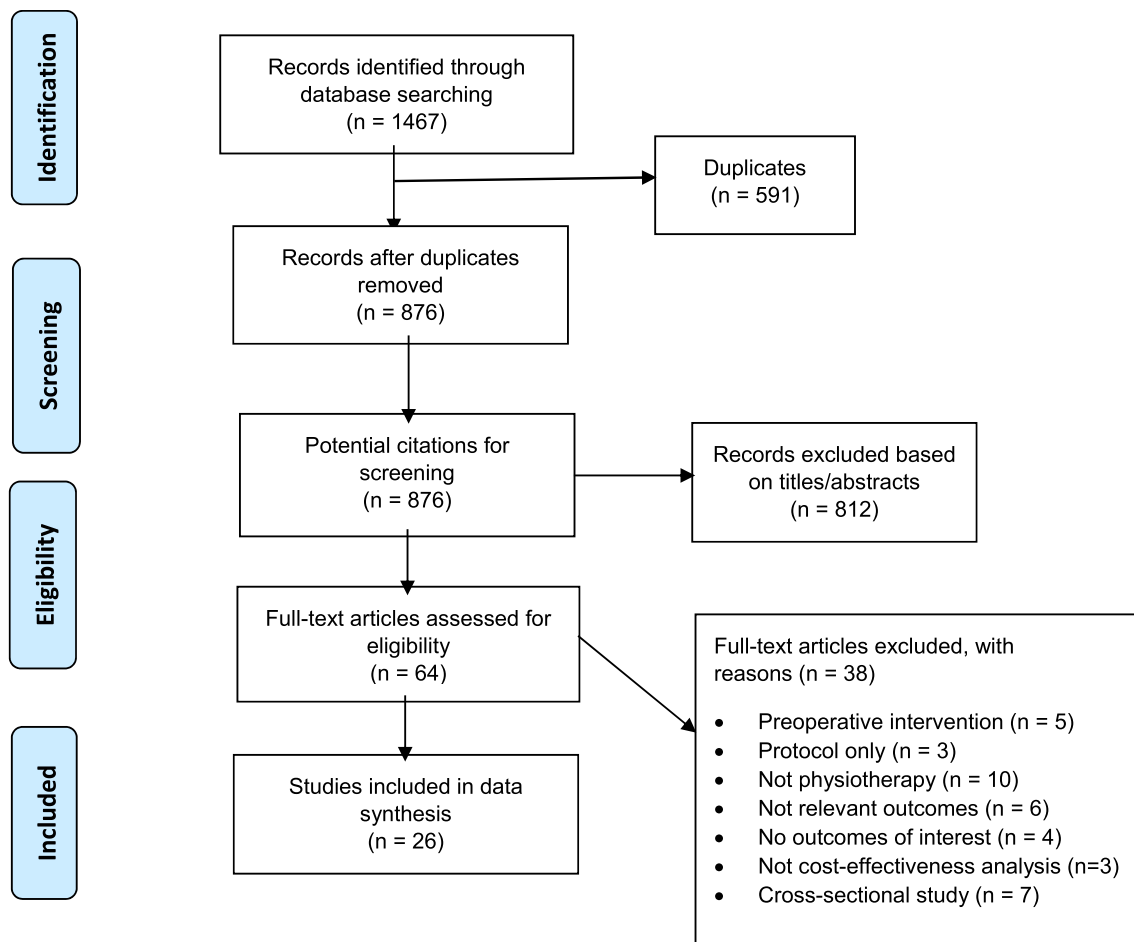 Identification
Records identified through
database searching
(n = 1467)
Duplicates
(n = 591)
Records after duplicates
removed
(n = 876)
Screening
Potential citations for
screening
(n = 876)
Records excluded based
on titles/abstracts
(n = 812)
Eligibility
Full-text articles assessed for
eligibility
(n = 64)
Full-text articles excluded, with
reasons (n = 38)
• Preoperative intervention (n = 5)
• Protocol only (n = 3)
• Not physiotherapy (n = 10)
• Not relevant outcomes (n = 6)
• No outcomes of interest (n = 4)
• Not cost-effectiveness analysis (n=3)
• Cross-sectional study (n = 7)
Included
Studies included in data
synthesis
(n = 26)